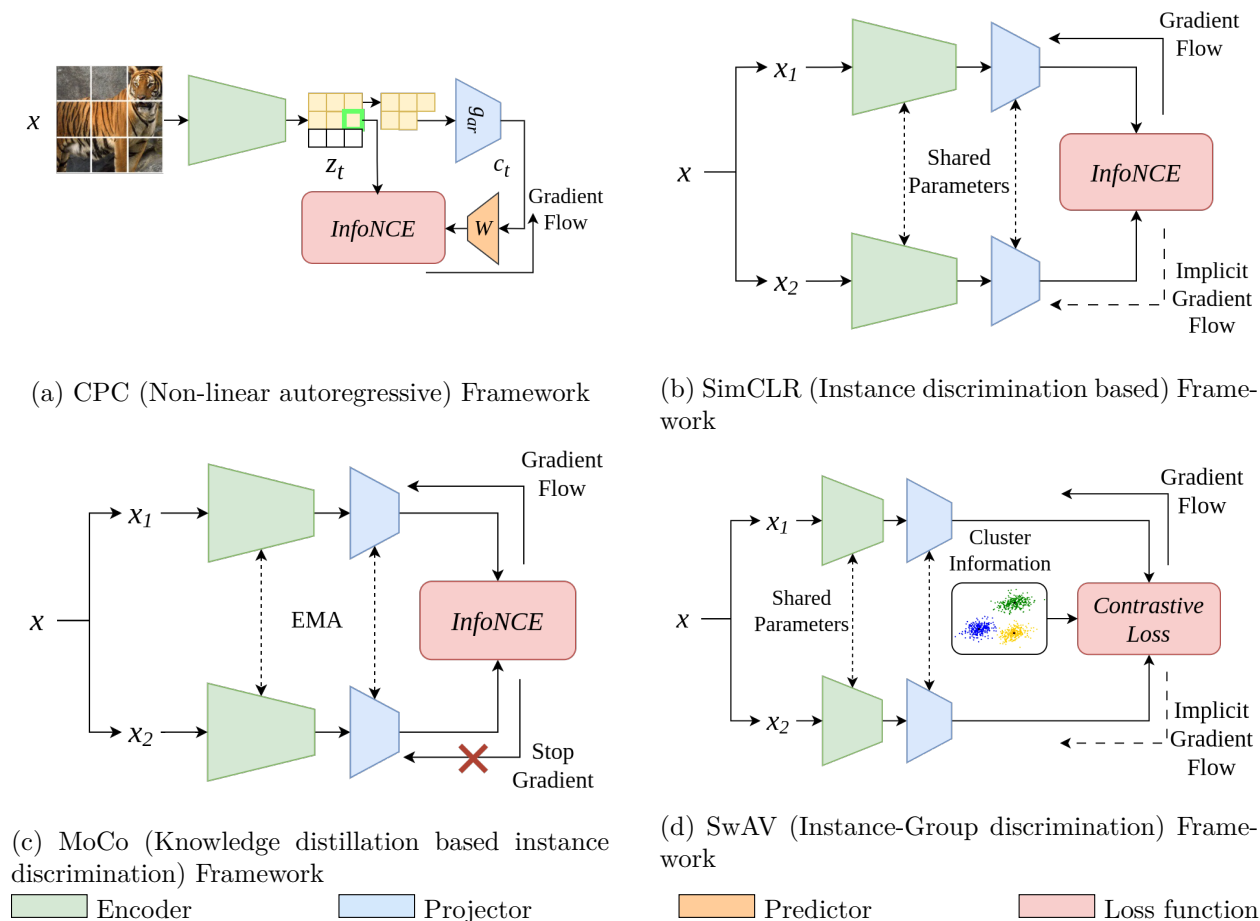 x
z_t
g_ar
c_t
InfoNCE
W
Gradient
Flow
(a) CPC (Non-linear autoregressive) Framework
x
x_1
x_2
Shared
Parameters
InfoNCE
Gradient
Flow
Implicit
Gradient
Flow
(b) SimCLR (Instance discrimination based) Frame-
work
x
x_1
x_2
EMA
InfoNCE
Gradient
Flow
Stop
Gradient
(c) MoCo (Knowledge distillation based instance
discrimination) Framework
x
x_1
x_2
Shared
Parameters
Cluster
Information
Contrastive
Loss
Gradient
Flow
Implicit
Gradient
Flow
(d) SwAV (Instance-Group discrimination) Frame-
work
Encoder
Projector
Predictor
Loss function